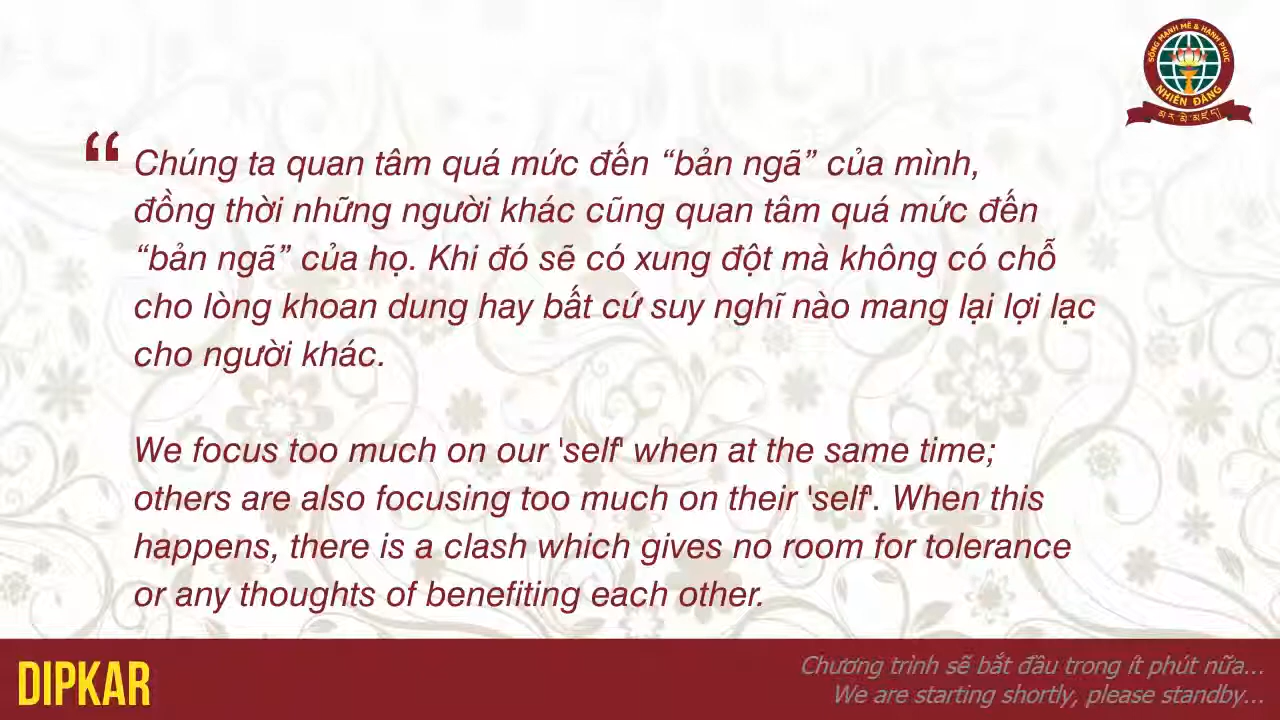 SỐNG MẠNH MẼ & HẠNH PHÚC
NHIÊN ĐĂNG
མར་མེ་མཛད།
“ Chúng ta quan tâm quá mức đến “bản ngã” của mình,
đồng thời những người khác cũng quan tâm quá mức đến
“bản ngã” của họ. Khi đó sẽ có xung đột mà không có chỗ
cho lòng khoan dung hay bất cứ suy nghĩ nào mang lại lợi lạc
cho người khác.
We focus too much on our 'self' when at the same time;
others are also focusing too much on their 'self'. When this
happens, there is a clash which gives no room for tolerance
or any thoughts of benefiting each other.
DIPKAR
Chương trình sẽ bắt đầu trong ít phút nữa...
We are starting shortly, please standby...